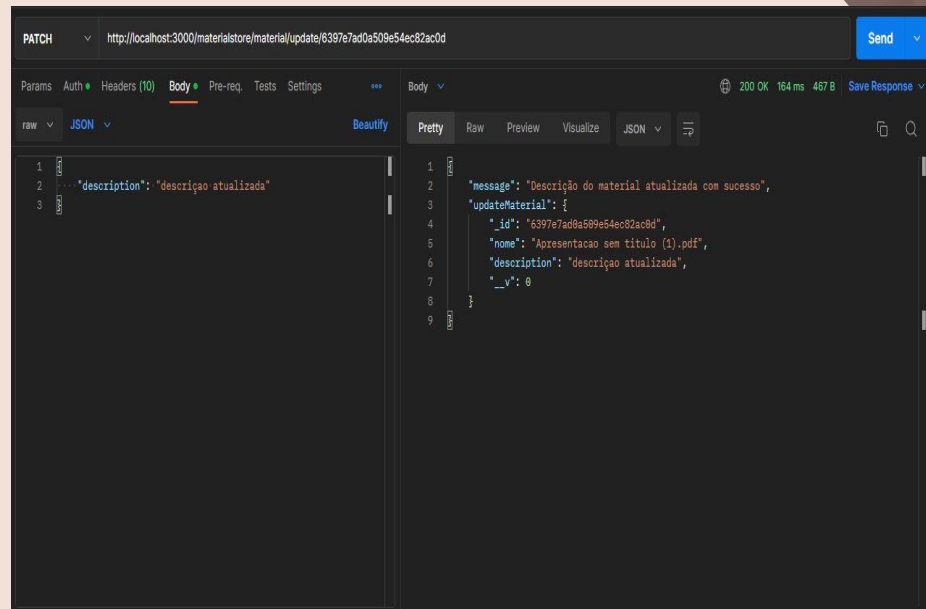 PATCH http://localhost:3000/materialstore/material/update/6397e7ad0a509e54ec82ac0d Send
Params Auth Headers (10) Body Pre-req. Tests Settings ooo
raw JSON Beautify
1 {
2 "description": "descriçao atualizada"
3 }
Body 200 OK 164 ms 467 B Save Response
Pretty Raw Preview Visualize JSON
1 {
2 "message": "Descrição do material atualizada com sucesso",
3 "updateMaterial": {
4 "_id": "6397e7ad0a509e54ec82ac0d",
5 "nome": "Apresentacao sem titulo (1).pdf",
6 "description": "descriçao atualizada",
7 "__v": 0
8 }
9 }